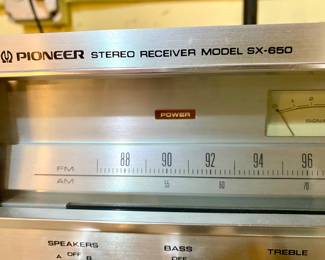 PIONEER STEREO RECEIVER MODEL SX-650
POWER
1
FM 88 90 92 94 96
AM 55 60 70
SPEAKERS BASS TREBLE
OFF OFF
A B